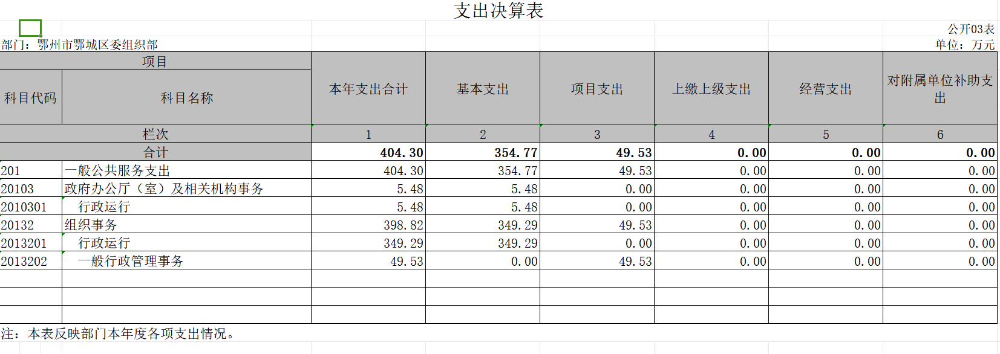 支出决算表
公开03表
部门：鄂州市鄂城区委组织部 单位：万元
项目 本年支出合计 基本支出 项目支出 上缴上级支出 经营支出 对附属单位补助支出
科目代码 科目名称
栏次 1 2 3 4 5 6
合计 404.30 354.77 49.53 0.00 0.00 0.00
201 一般公共服务支出 404.30 354.77 49.53 0.00 0.00 0.00
20103 政府办公厅（室）及相关机构事务 5.48 5.48 0.00 0.00 0.00 0.00
2010301 行政运行 5.48 5.48 0.00 0.00 0.00 0.00
20132 组织事务 398.82 349.29 49.53 0.00 0.00 0.00
2013201 行政运行 349.29 349.29 0.00 0.00 0.00 0.00
2013202 一般行政管理事务 49.53 0.00 49.53 0.00 0.00 0.00
注：本表反映部门本年度各项支出情况。